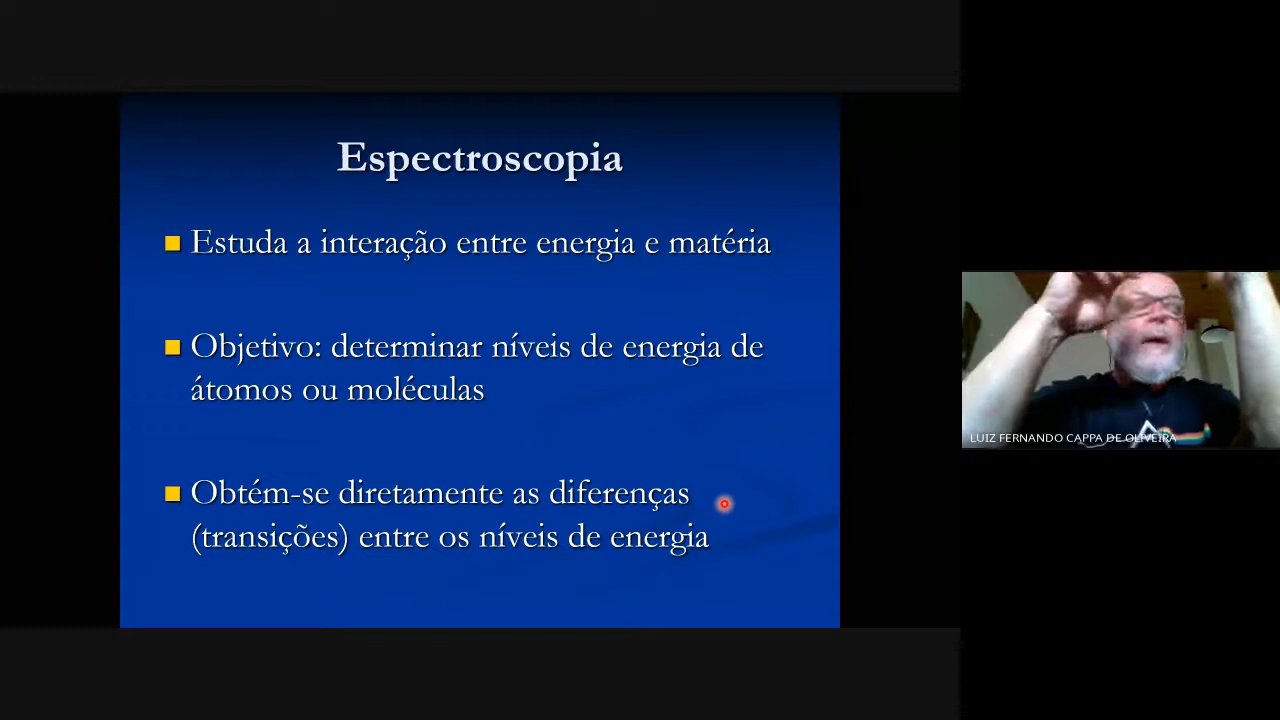 Espectroscopia
Estuda a interação entre energia e matéria
Objetivo: determinar níveis de energia de
átomos ou moléculas
Obtém-se diretamente as diferenças
(transições) entre os níveis de energia
LUIZ FERNANDO CAPPA DE OLIVEIRA